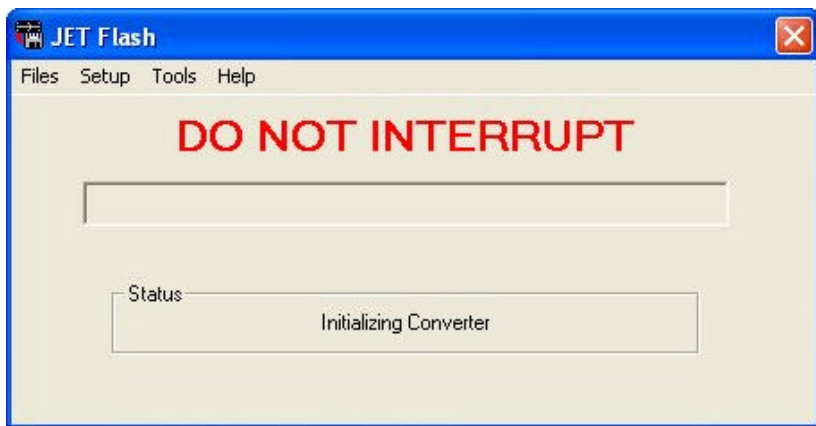 JET Flash
Files Setup Tools Help
DO NOT INTERRUPT
Status
Initializing Converter